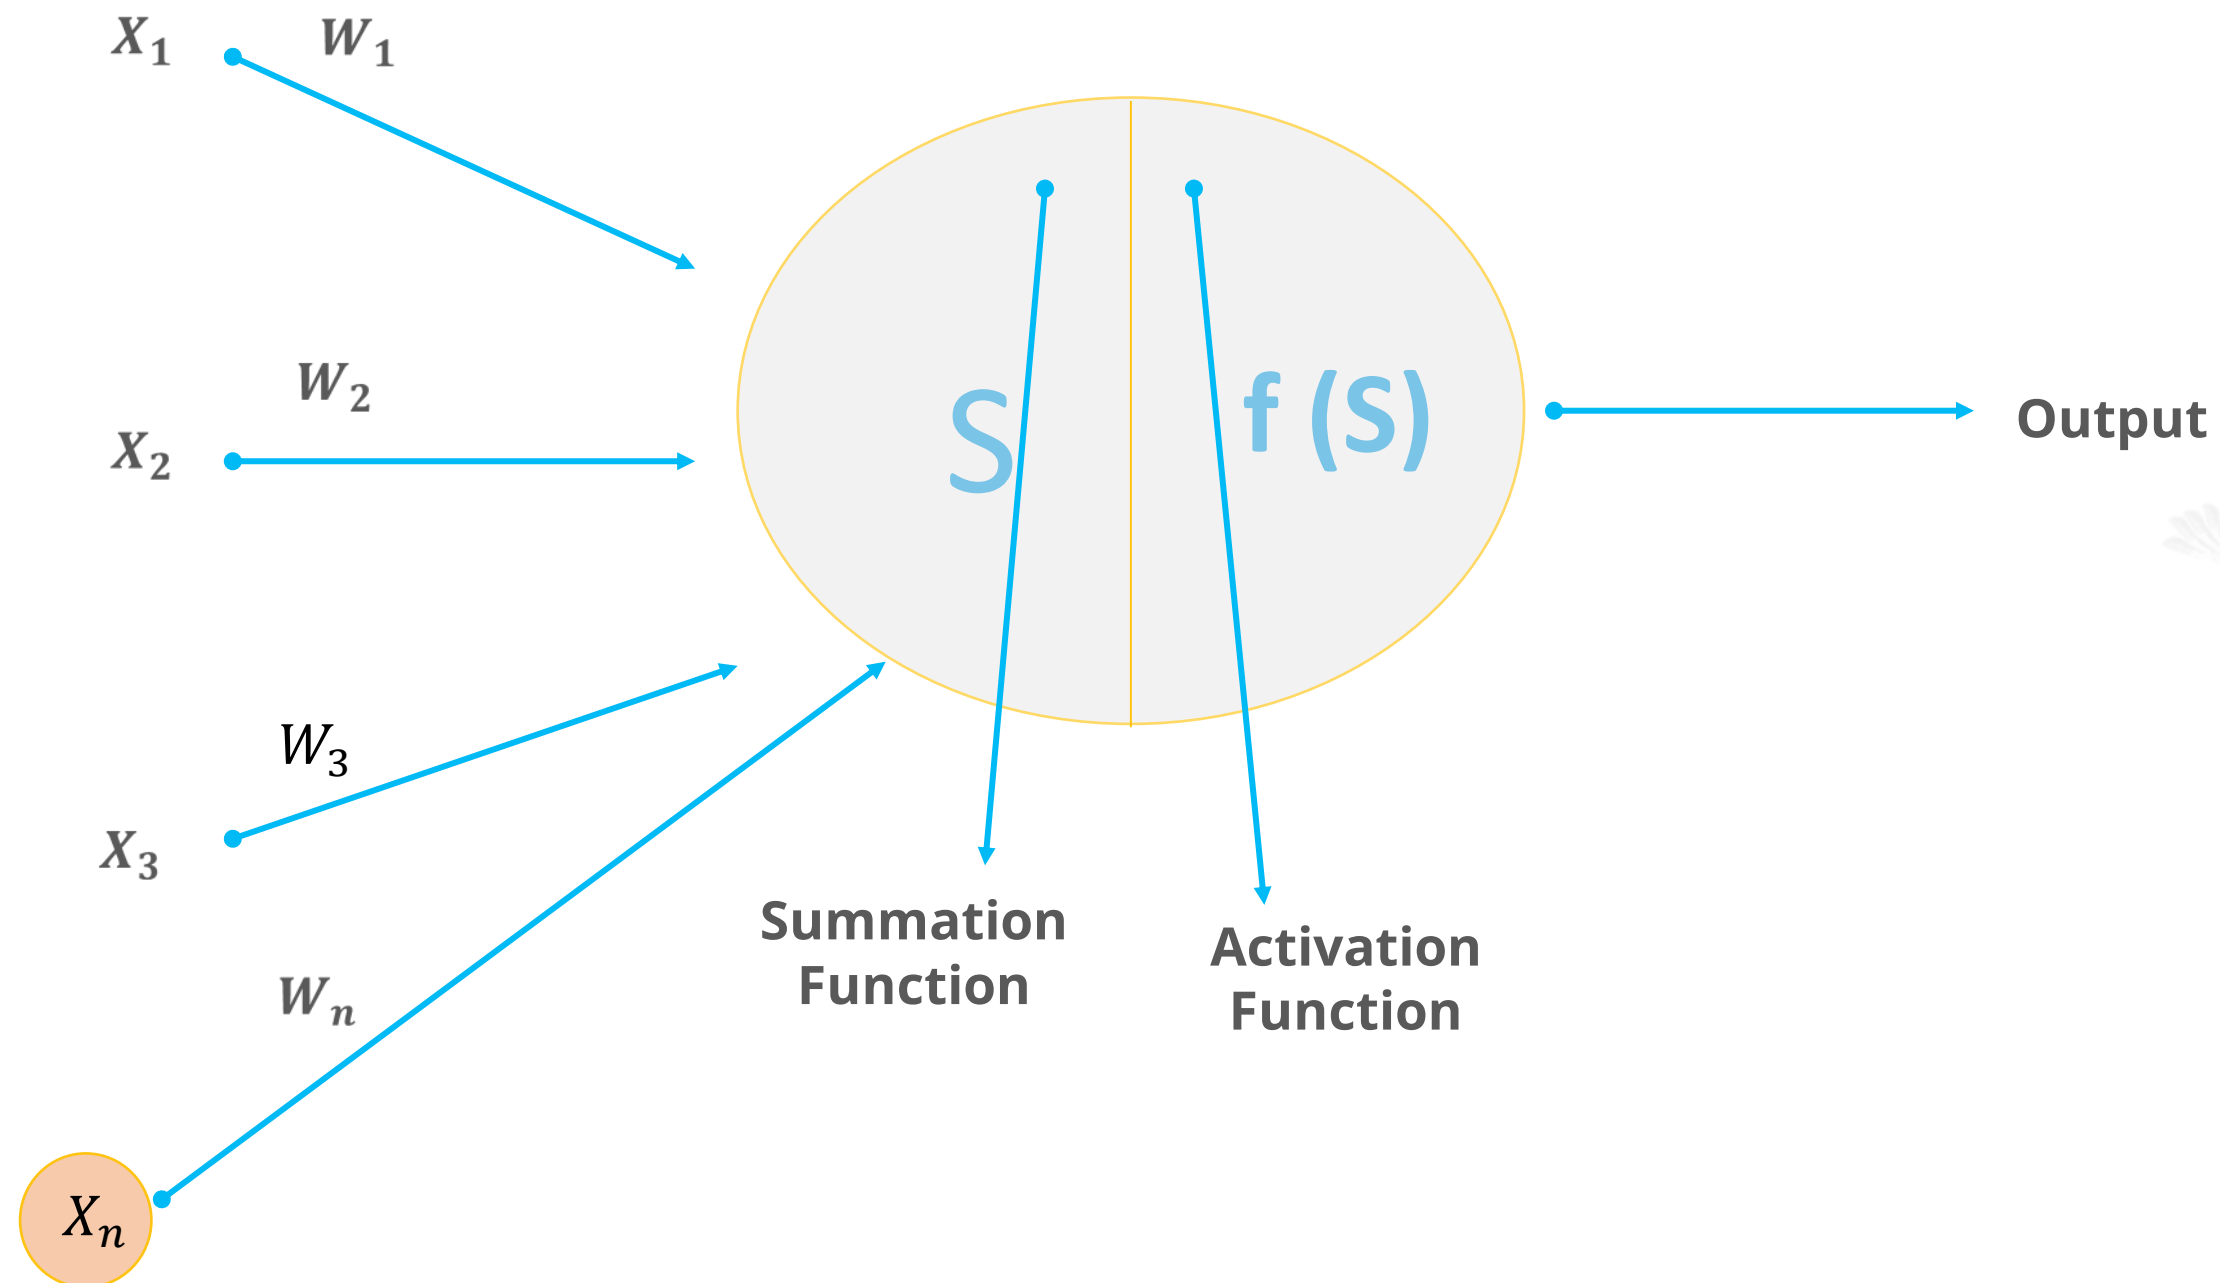 X₁
W₁
W₂
X₂
S
f (S)
Output
W₃
X₃
Summation
Function
Activation
Function
Wₙ
Xₙ